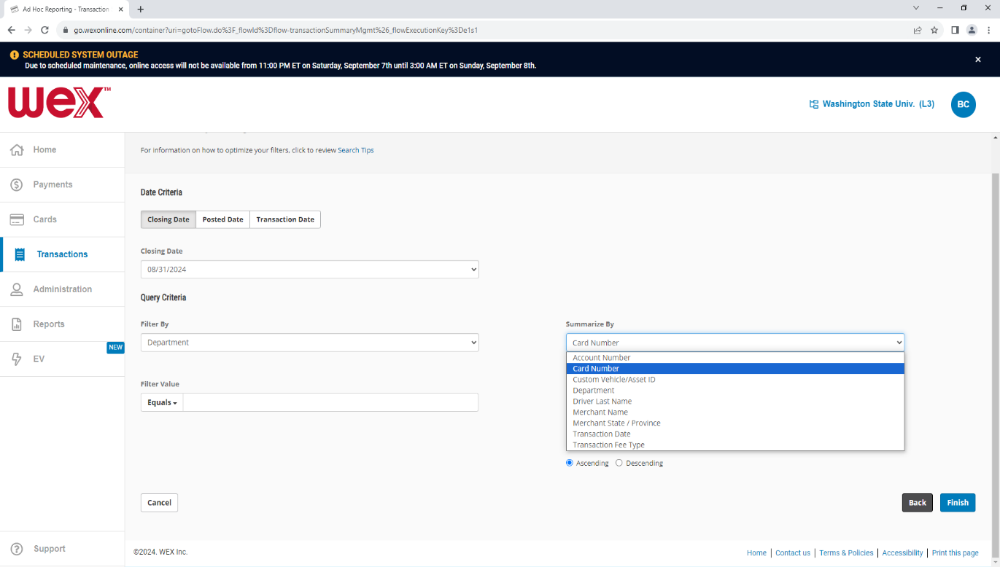 Ad Hoc Reporting - Transaction
go.wexonline.com/container?uri=gotoFlow.do%3F_flowId%3Dflow-transactionSummaryMgmt%26_flowExecutionKey%3De1s1
SCHEDULED SYSTEM OUTAGE
Due to scheduled maintenance, online access will not be available from 11:00 PM ET on Saturday, September 7th until 3:00 AM ET on Sunday, September 8th.
wex™
Washington State Univ. (L3)
BC
Home
Payments
Cards
Transactions
Administration
Reports
NEW
EV
Support
For information on how to optimize your filters, click to review Search Tips
Date Criteria
Closing Date Posted Date Transaction Date
Closing Date
08/31/2024
Query Criteria
Filter By
Department
Filter Value
Equals
Summarize By
Card Number
Account Number
Card Number
Custom Vehicle/Asset ID
Department
Driver Last Name
Merchant Name
Merchant State / Province
Transaction Date
Transaction Fee Type
Ascending Descending
Cancel
Back Finish
©2024. WEX Inc.
Home | Contact us | Terms & Policies | Accessibility | Print this page